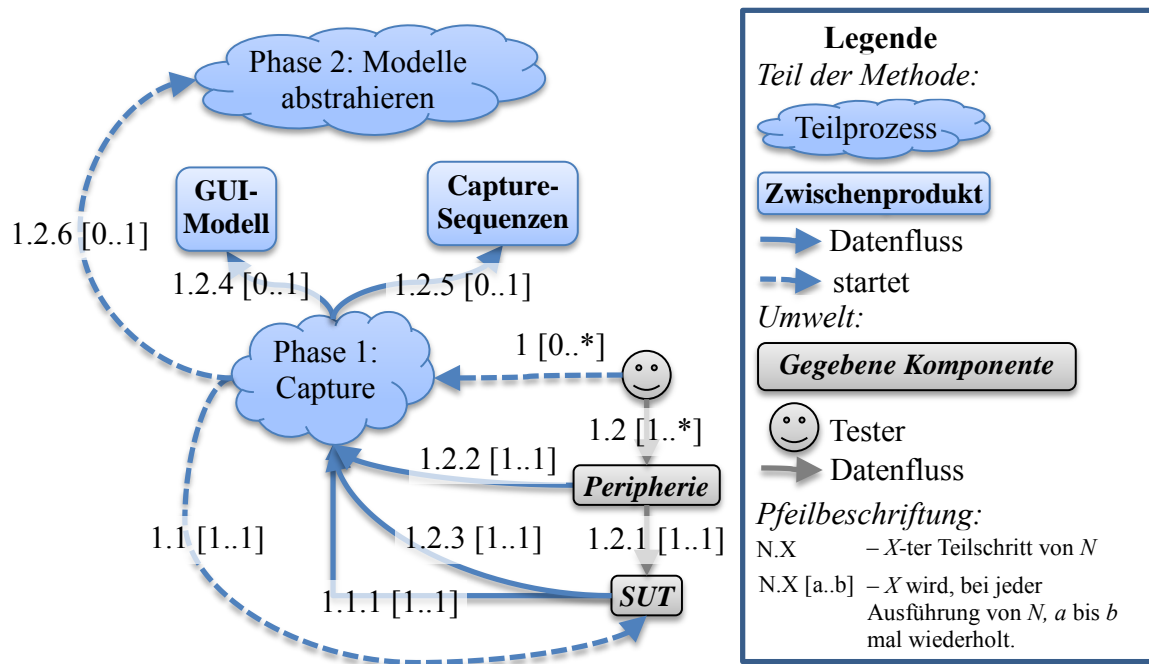 Phase 2: Modelle
abstrahieren
GUI-
Modell
Capture-
Sequenzen
1.2.6 [0..1]
1.2.4 [0..1]
1.2.5 [0..1]
Phase 1:
Capture
1 [0..*]
1.2 [1..*]
1.2.2 [1..1]
Peripherie
1.1 [1..1]
1.2.3 [1..1]
1.2.1 [1..1]
1.1.1 [1..1]
SUT
Legende
Teil der Methode:
Teilprozess
Zwischenprodukt
Datenfluss
startet
Umwelt:
Gegebene Komponente
Tester
Datenfluss
Pfeilbeschriftung:
N.X – X-ter Teilschritt von N
N.X [a..b] – X wird, bei jeder
Ausführung von N, a bis b
mal wiederholt.